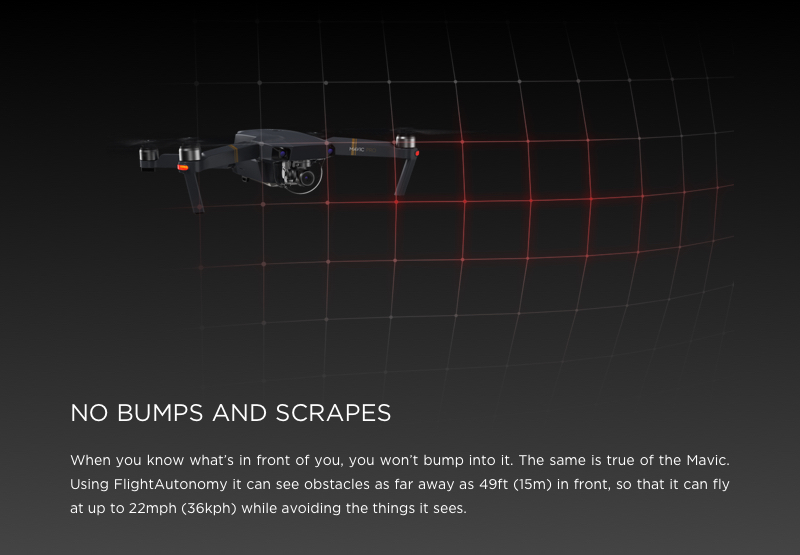 MAVIC
NO BUMPS AND SCRAPES
When you know what’s in front of you, you won’t bump into it. The same is true of the Mavic.
Using FlightAutonomy it can see obstacles as far away as 49ft (15m) in front, so that it can fly
at up to 22mph (36kph) while avoiding the things it sees.